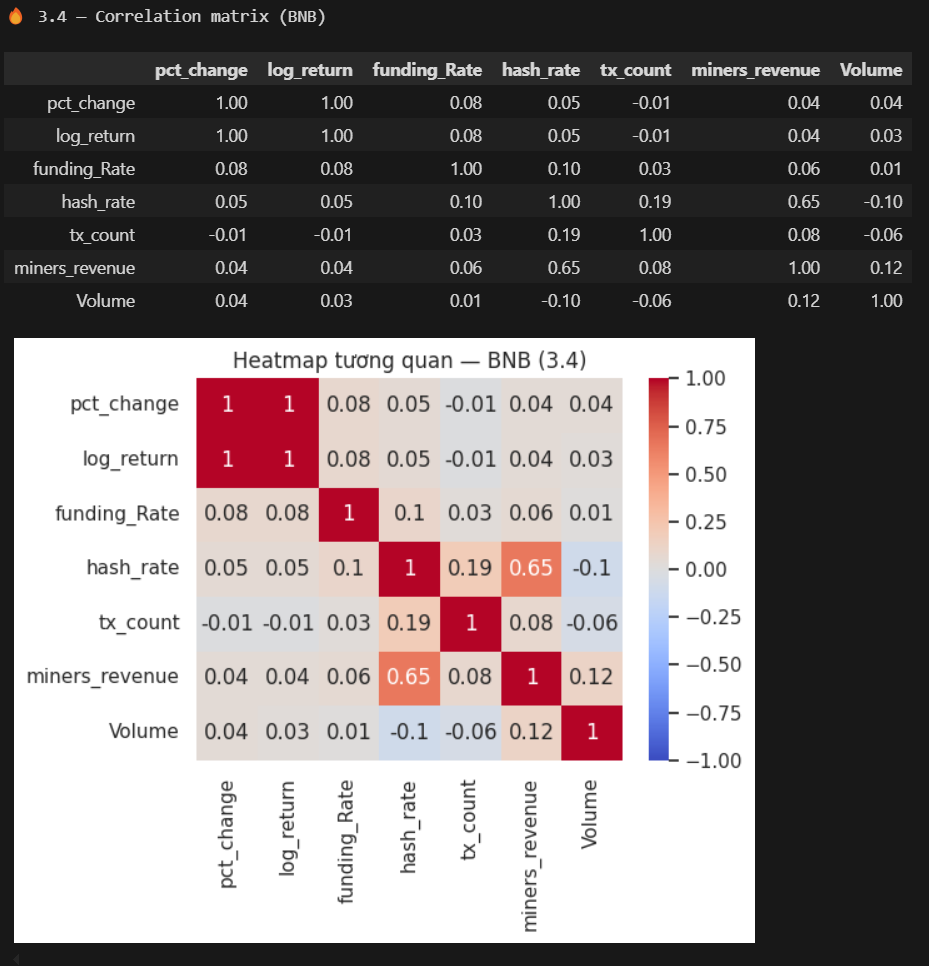 🔥 3.4 — Correlation matrix (BNB)
pct_change log_return funding_Rate hash_rate tx_count miners_revenue Volume
pct_change 1.00 1.00 0.08 0.05 -0.01 0.04 0.04
log_return 1.00 1.00 0.08 0.05 -0.01 0.04 0.03
funding_Rate 0.08 0.08 1.00 0.10 0.03 0.06 0.01
hash_rate 0.05 0.05 0.10 1.00 0.19 0.65 -0.10
tx_count -0.01 -0.01 0.03 0.19 1.00 0.08 -0.06
miners_revenue 0.04 0.04 0.06 0.65 0.08 1.00 0.12
Volume 0.04 0.03 0.01 -0.10 -0.06 0.12 1.00
Heatmap tương quan — BNB (3.4)
pct_change 1 1 0.08 0.05 -0.01 0.04 0.04
log_return 1 1 0.08 0.05 -0.01 0.04 0.03
funding_Rate 0.08 0.08 1 0.1 0.03 0.06 0.01
hash_rate 0.05 0.05 0.1 1 0.19 0.65 -0.1
tx_count -0.01 -0.01 0.03 0.19 1 0.08 -0.06
miners_revenue 0.04 0.04 0.06 0.65 0.08 1 0.12
Volume 0.04 0.03 0.01 -0.1 -0.06 0.12 1
pct_change
log_return
funding_Rate
hash_rate
tx_count
miners_revenue
Volume
1.00
0.75
0.50
0.25
0.00
−0.25
−0.50
−0.75
−1.00